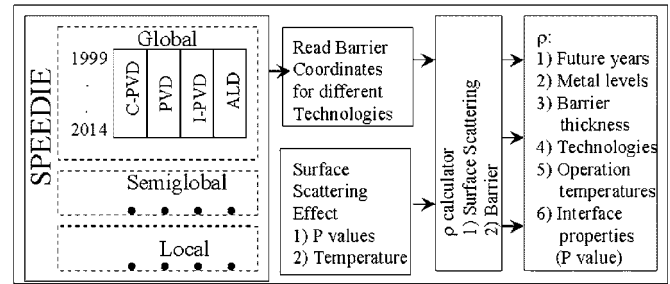 SPEEDIE
Global
1999
.
.
2014
C-PVD
PVD
I-PVD
ALD
Semiglobal
Local
Read Barrier
Coordinates
for different
Technologies
Surface
Scattering
Effect
1) P values
2) Temperature
ρ calculator
1) Surface Scattering
2) Barrier
ρ:
1) Future years
2) Metal levels
3) Barrier
thickness
4) Technologies
5) Operation
temperatures
6) Interface
properties
(P value)